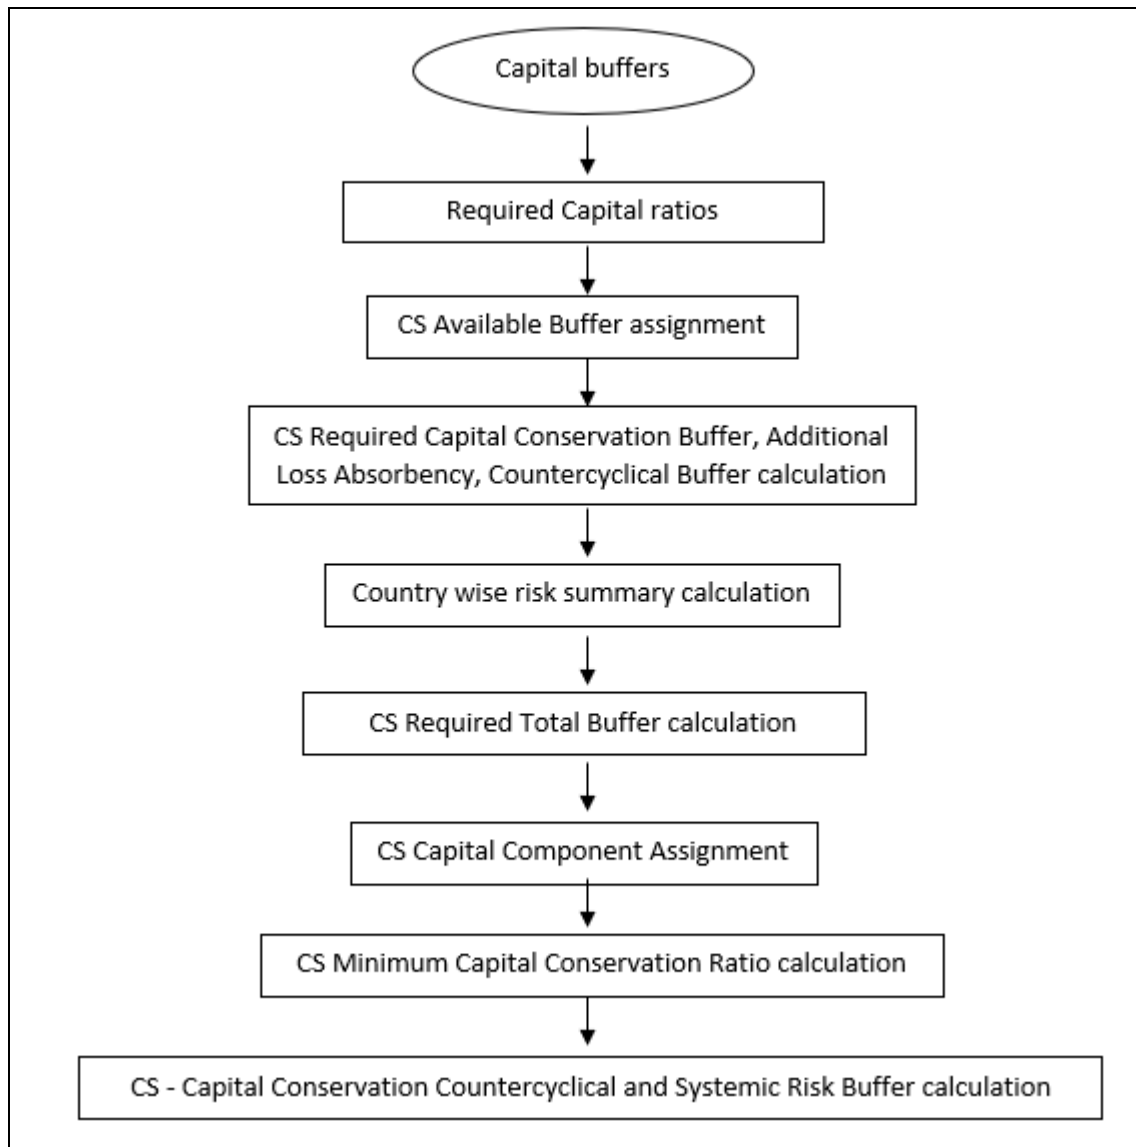 Capital buffers
Required Capital ratios
CS Available Buffer assignment
CS Required Capital Conservation Buffer, Additional
Loss Absorbency, Countercyclical Buffer calculation
Country wise risk summary calculation
CS Required Total Buffer calculation
CS Capital Component Assignment
CS Minimum Capital Conservation Ratio calculation
CS - Capital Conservation Countercyclical and Systemic Risk Buffer calculation